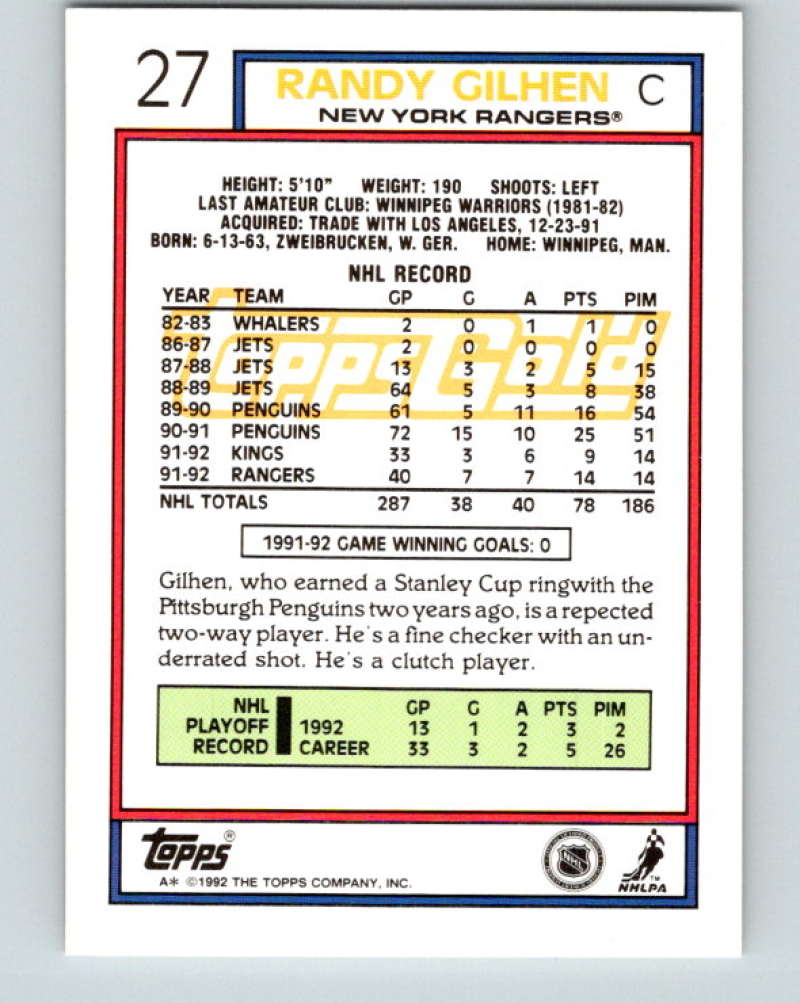 27
RANDY GILHEN C
NEW YORK RANGERS®
HEIGHT: 5'10" WEIGHT: 190 SHOOTS: LEFT
LAST AMATEUR CLUB: WINNIPEG WARRIORS (1981-82)
ACQUIRED: TRADE WITH LOS ANGELES, 12-23-91
BORN: 6-13-63, ZWEIBRUCKEN, W. GER. HOME: WINNIPEG, MAN.
NHL RECORD
YEAR TEAM GP G A PTS PIM
82-83 WHALERS 2 0 1 1 0
86-87 JETS 2 0 0 0 0
87-88 JETS 13 3 2 5 15
88-89 JETS 64 5 3 8 38
89-90 PENGUINS 61 5 11 16 54
90-91 PENGUINS 72 15 10 25 51
91-92 KINGS 33 3 6 9 14
91-92 RANGERS 40 7 7 14 14
NHL TOTALS 287 38 40 78 186
Topps Gold
1991-92 GAME WINNING GOALS: 0
Gilhen, who earned a Stanley Cup ringwith the
Pittsburgh Penguins two years ago, is a repected
two-way player. He's a fine checker with an un-
derrated shot. He's a clutch player.
NHL GP G A PTS PIM
PLAYOFF 1992 13 1 2 3 2
RECORD CAREER 33 3 2 5 26
TOPPS®
A* ©1992 THE TOPPS COMPANY, INC.
NHL
™
NHLPA